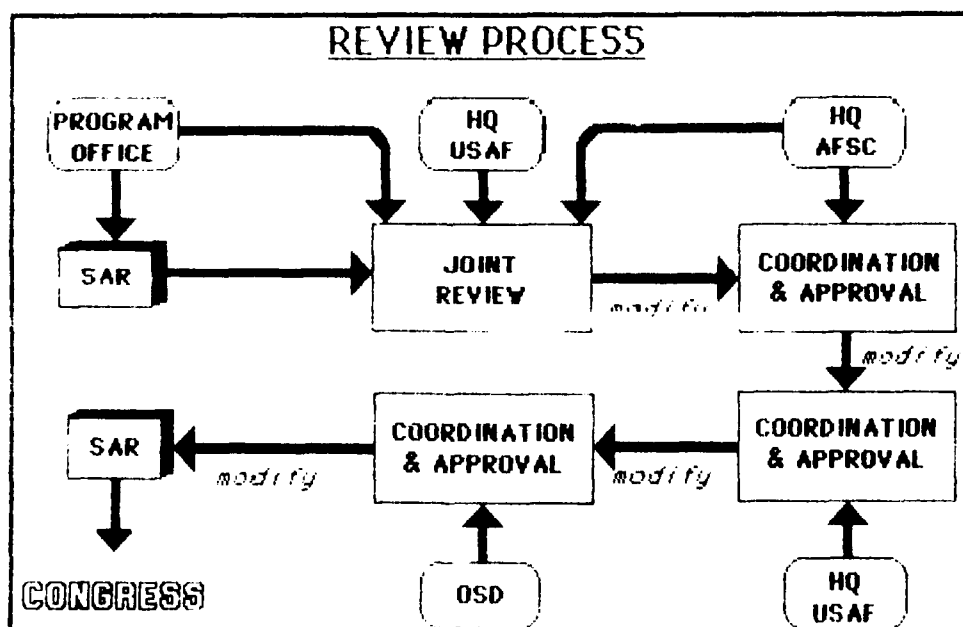 REVIEW PROCESS
PROGRAM
OFFICE
HQ
USAF
HQ
AFSC
SAR
JOINT
REVIEW
modify
COORDINATION
& APPROVAL
modify
SAR
modify
COORDINATION
& APPROVAL
modify
COORDINATION
& APPROVAL
CONGRESS
OSD
HQ
USAF